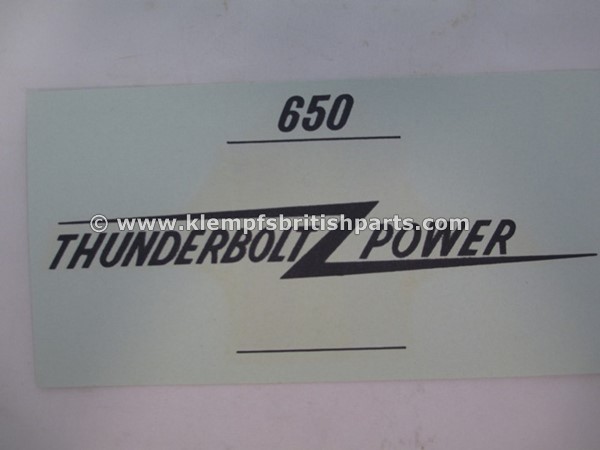 650
© www.klempfsbritishparts.com
THUNDERBOLT POWER